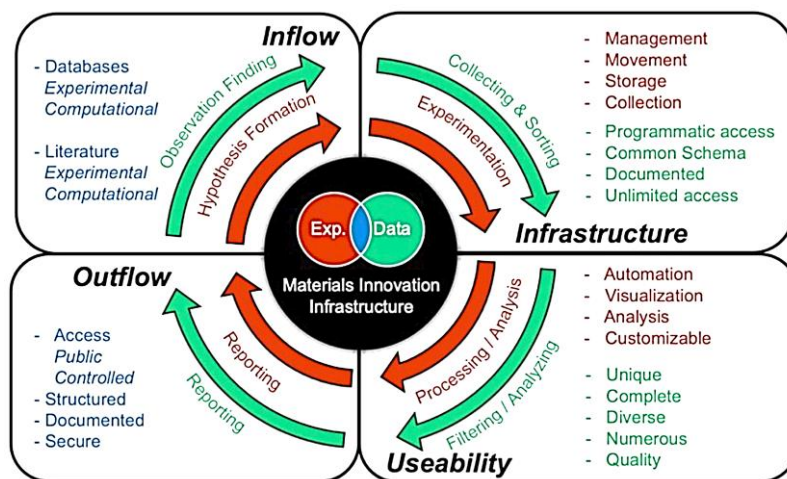 Inflow
- Databases
Experimental
Computational
- Literature
Experimental
Computational
Observation Finding
Hypothesis Formation
Collecting & Sorting
Experimentation
- Management
- Movement
- Storage
- Collection
- Programmatic access
- Common Schema
- Documented
- Unlimited access
Infrastructure
Exp. Data
Materials Innovation
Infrastructure
Outflow
- Access
Public
Controlled
- Structured
- Documented
- Secure
Reporting
Reporting
Processing / Analysis
Filtering / Analyzing
- Automation
- Visualization
- Analysis
- Customizable
- Unique
- Complete
- Diverse
- Numerous
- Quality
Useability